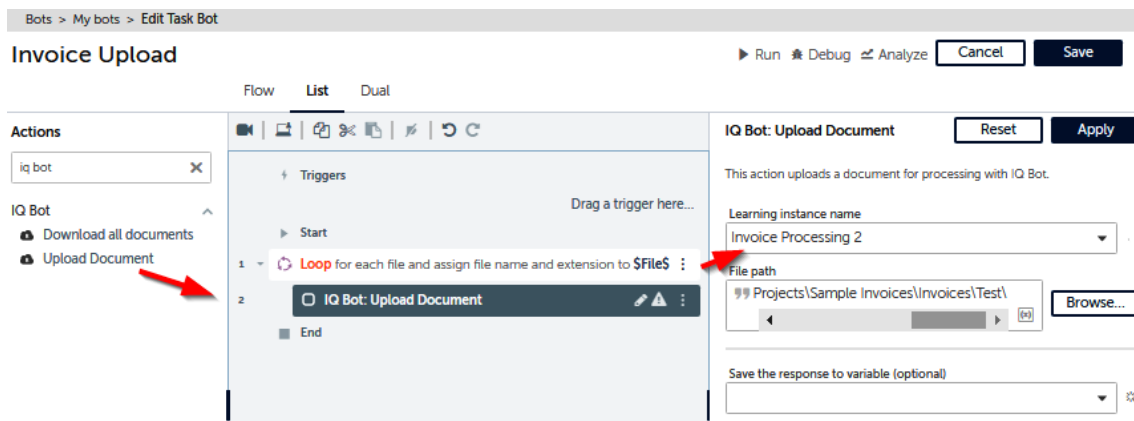 Bots > My bots > Edit Task Bot
Invoice Upload
Run Debug Analyze Cancel Save
Flow List Dual
Actions
iq bot
IQ Bot
Download all documents
Upload Document
Triggers
Drag a trigger here...
Start
1 Loop for each file and assign file name and extension to $File$
2 IQ Bot: Upload Document
End
IQ Bot: Upload Document Reset Apply
This action uploads a document for processing with IQ Bot.
Learning instance name
Invoice Processing 2
File path
Projects\Sample Invoices\Invoices\Test\
(x)
Browse...
Save the response to variable (optional)